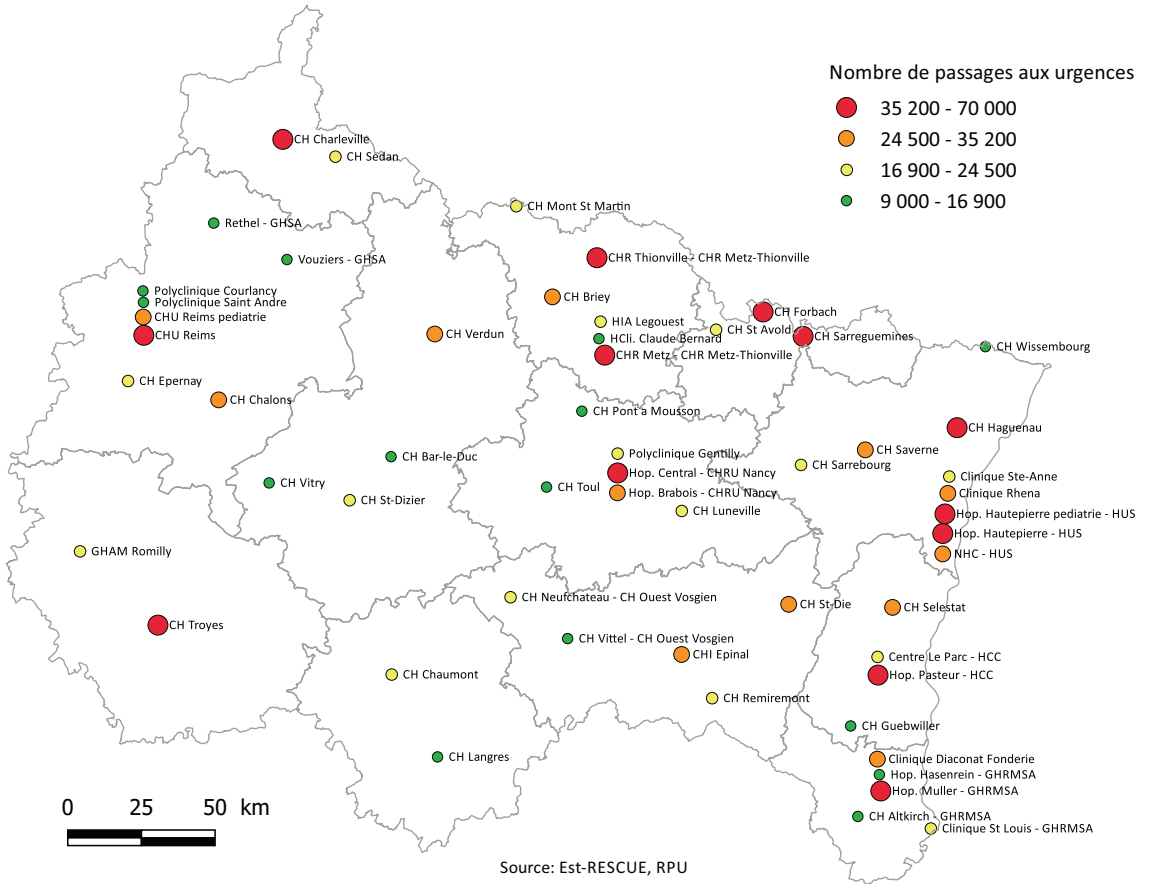 Nombre de passages aux urgences
35 200 - 70 000
24 500 - 35 200
16 900 - 24 500
9 000 - 16 900
CH Charleville
CH Sedan
CH Mont St Martin
Rethel - GHSA
Vouziers - GHSA
CHR Thionville - CHR Metz-Thionville
Polyclinique Courlancy
Polyclinique Saint Andre
CHU Reims pediatrie
CHU Reims
CH Briey
CH Forbach
HIA Legouest
CH St Avold
CH Verdun
HCli. Claude Bernard
CH Sarreguemines
CH Wissembourg
CHR Metz - CHR Metz-Thionville
CH Epernay
CH Chalons
CH Pont a Mousson
CH Haguenau
CH Saverne
Polyclinique Gentilly
CH Bar-le-Duc
CH Sarrebourg
Hop. Central - CHRU Nancy
Clinique Ste-Anne
CH Vitry
CH Toul
Hop. Brabois - CHRU Nancy
Clinique Rhena
CH St-Dizier
CH Luneville
Hop. Hautepierre pediatrie - HUS
Hop. Hautepierre - HUS
NHC - HUS
GHAM Romilly
CH Neufchateau - CH Ouest Vosgien
CH St-Die
CH Selestat
CH Troyes
CH Vittel - CH Ouest Vosgien
CHI Epinal
Centre Le Parc - HCC
Hop. Pasteur - HCC
CH Chaumont
CH Remiremont
CH Guebwiller
CH Langres
Clinique Diaconat Fonderie
Hop. Hasenrein - GHRMSA
Hop. Muller - GHRMSA
CH Altkirch - GHRMSA
Clinique St Louis - GHRMSA
0 25 50 km
Source: Est-RESCUE, RPU